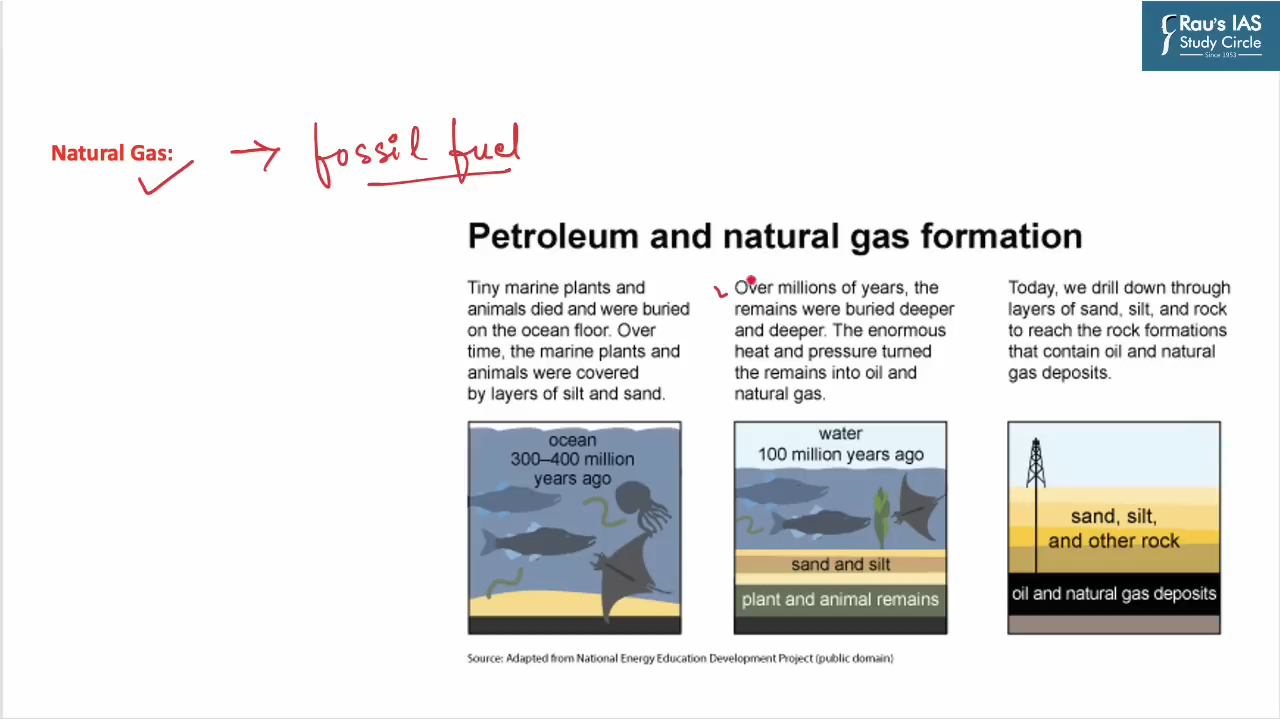 Rau's IAS
Study Circle
Since 1953
Natural Gas: → fossil fuel
Petroleum and natural gas formation
Tiny marine plants and
animals died and were buried
on the ocean floor. Over
time, the marine plants and
animals were covered
by layers of silt and sand.
Over millions of years, the
remains were buried deeper
and deeper. The enormous
heat and pressure turned
the remains into oil and
natural gas.
Today, we drill down through
layers of sand, silt, and rock
to reach the rock formations
that contain oil and natural
gas deposits.
ocean
300–400 million
years ago
water
100 million years ago
sand and silt
plant and animal remains
sand, silt,
and other rock
oil and natural gas deposits
Source: Adapted from National Energy Education Development Project (public domain)